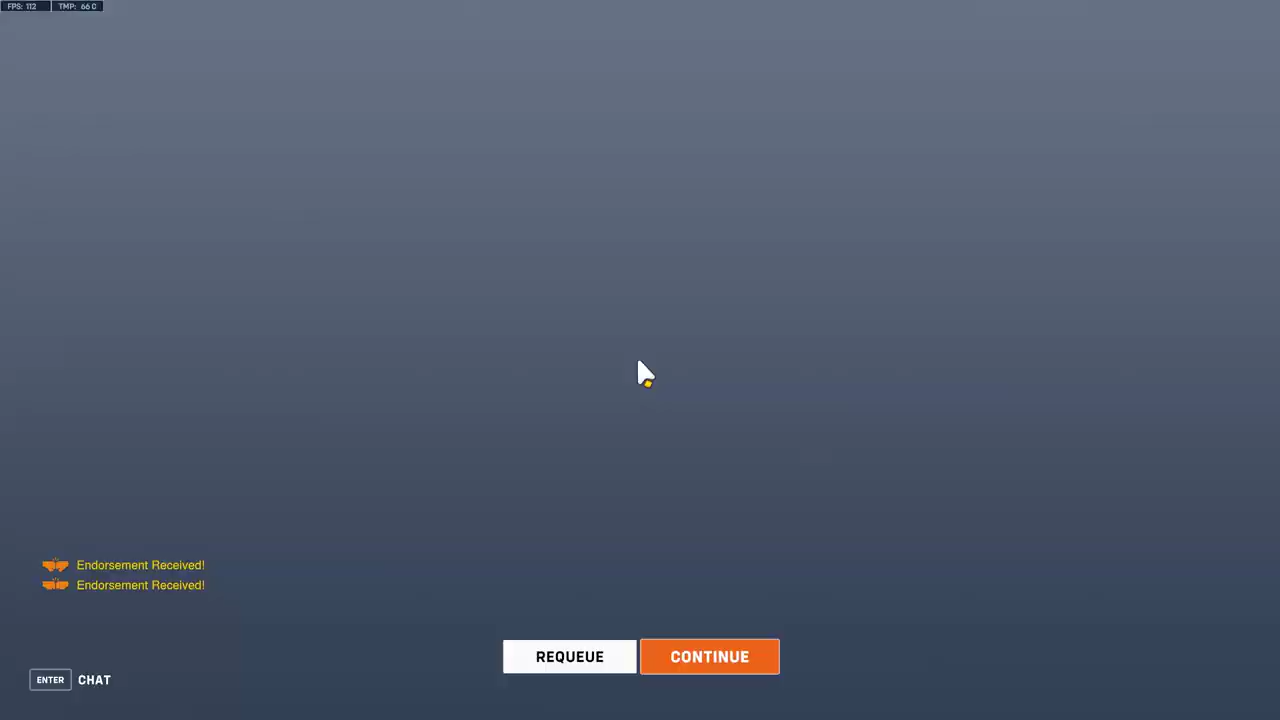 FPS: 112 TMP: 66 C
Endorsement Received!
Endorsement Received!
REQUEUE CONTINUE
ENTER CHAT